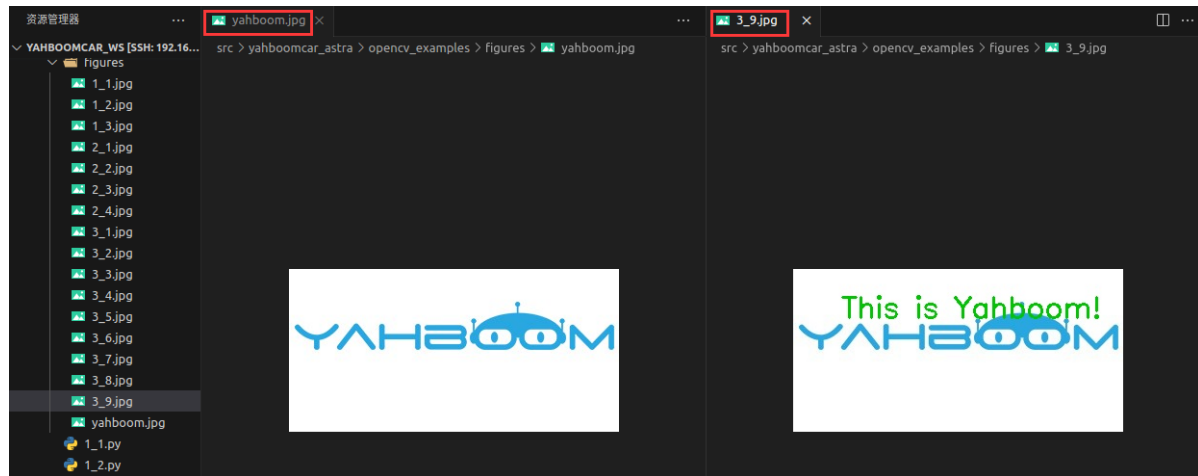 资源管理器 ...
YAHBOOMCAR_WS [SSH: 192.16...
figures
1_1.jpg
1_2.jpg
1_3.jpg
2_1.jpg
2_2.jpg
2_3.jpg
2_4.jpg
3_1.jpg
3_2.jpg
3_3.jpg
3_4.jpg
3_5.jpg
3_6.jpg
3_7.jpg
3_8.jpg
3_9.jpg
yahboom.jpg
1_1.py
1_2.py
yahboom.jpg × ...
src > yahboomcar_astra > opencv_examples > figures > yahboom.jpg
YAHBOOM
3_9.jpg × ...
src > yahboomcar_astra > opencv_examples > figures > 3_9.jpg
This is Yahboom!
YAHBOOM